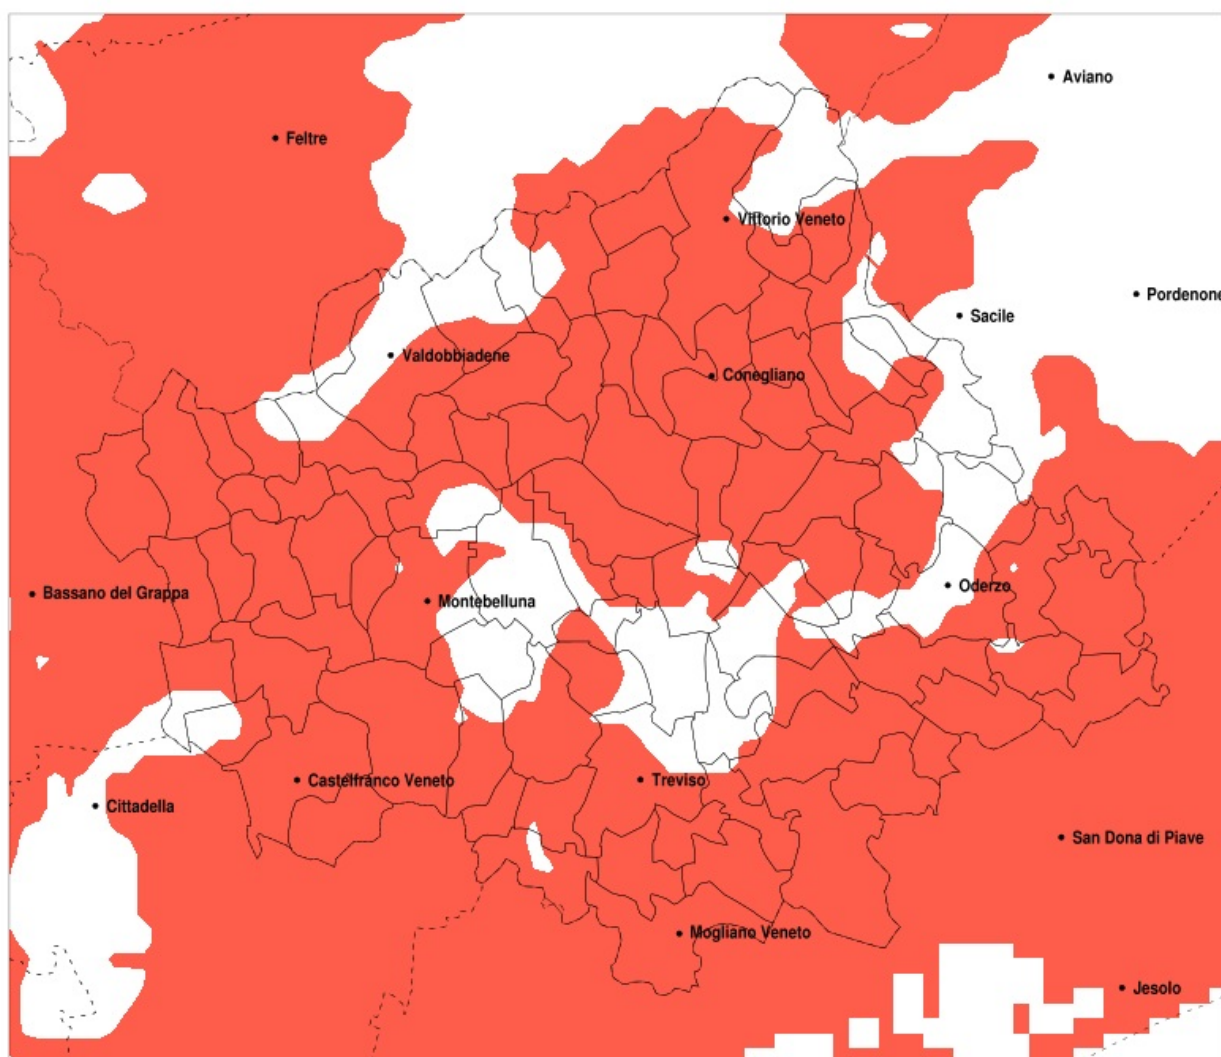 Aviano
Feltre
Vittorio Veneto
Pordenone
Sacile
Valdobbiadene
Conegliano
Oderzo
Bassano del Grappa
Montebelluna
Castelfranco Veneto
Treviso
Cittadella
San Dona di Piave
Mogliano Veneto
Jesolo